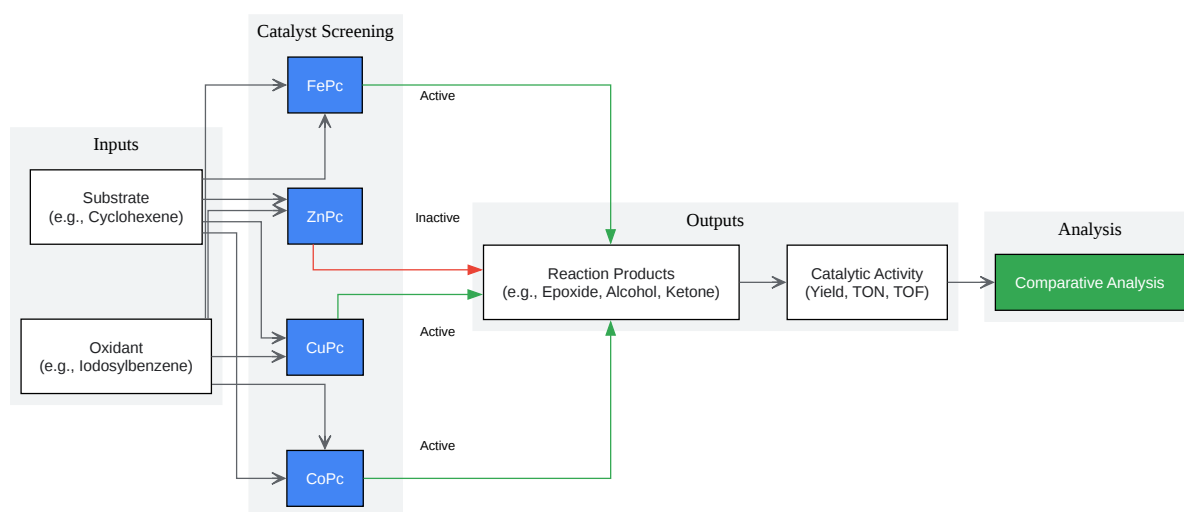 Catalyst Screening
FePc
Active
Inputs
Substrate
(e.g., Cyclohexene)
ZnPc
Inactive
Outputs
Analysis
Reaction Products
(e.g., Epoxide, Alcohol, Ketone)
Catalytic Activity
(Yield, TON, TOF)
Comparative Analysis
Oxidant
(e.g., Iodosylbenzene)
CuPc
Active
Active
CoPc